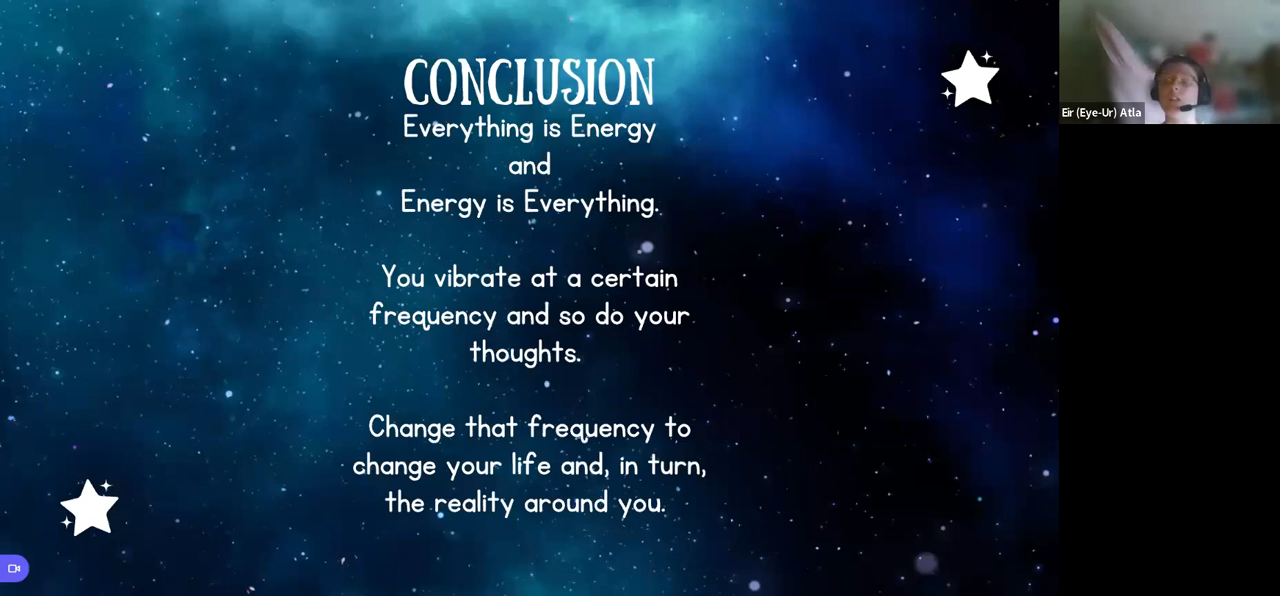 CONCLUSION
Everything is Energy
and
Energy is Everything.
You vibrate at a certain
frequency and so do your
thoughts.
Change that frequency to
change your life and, in turn,
the reality around you.
Eir (Eye-Ur) Atla